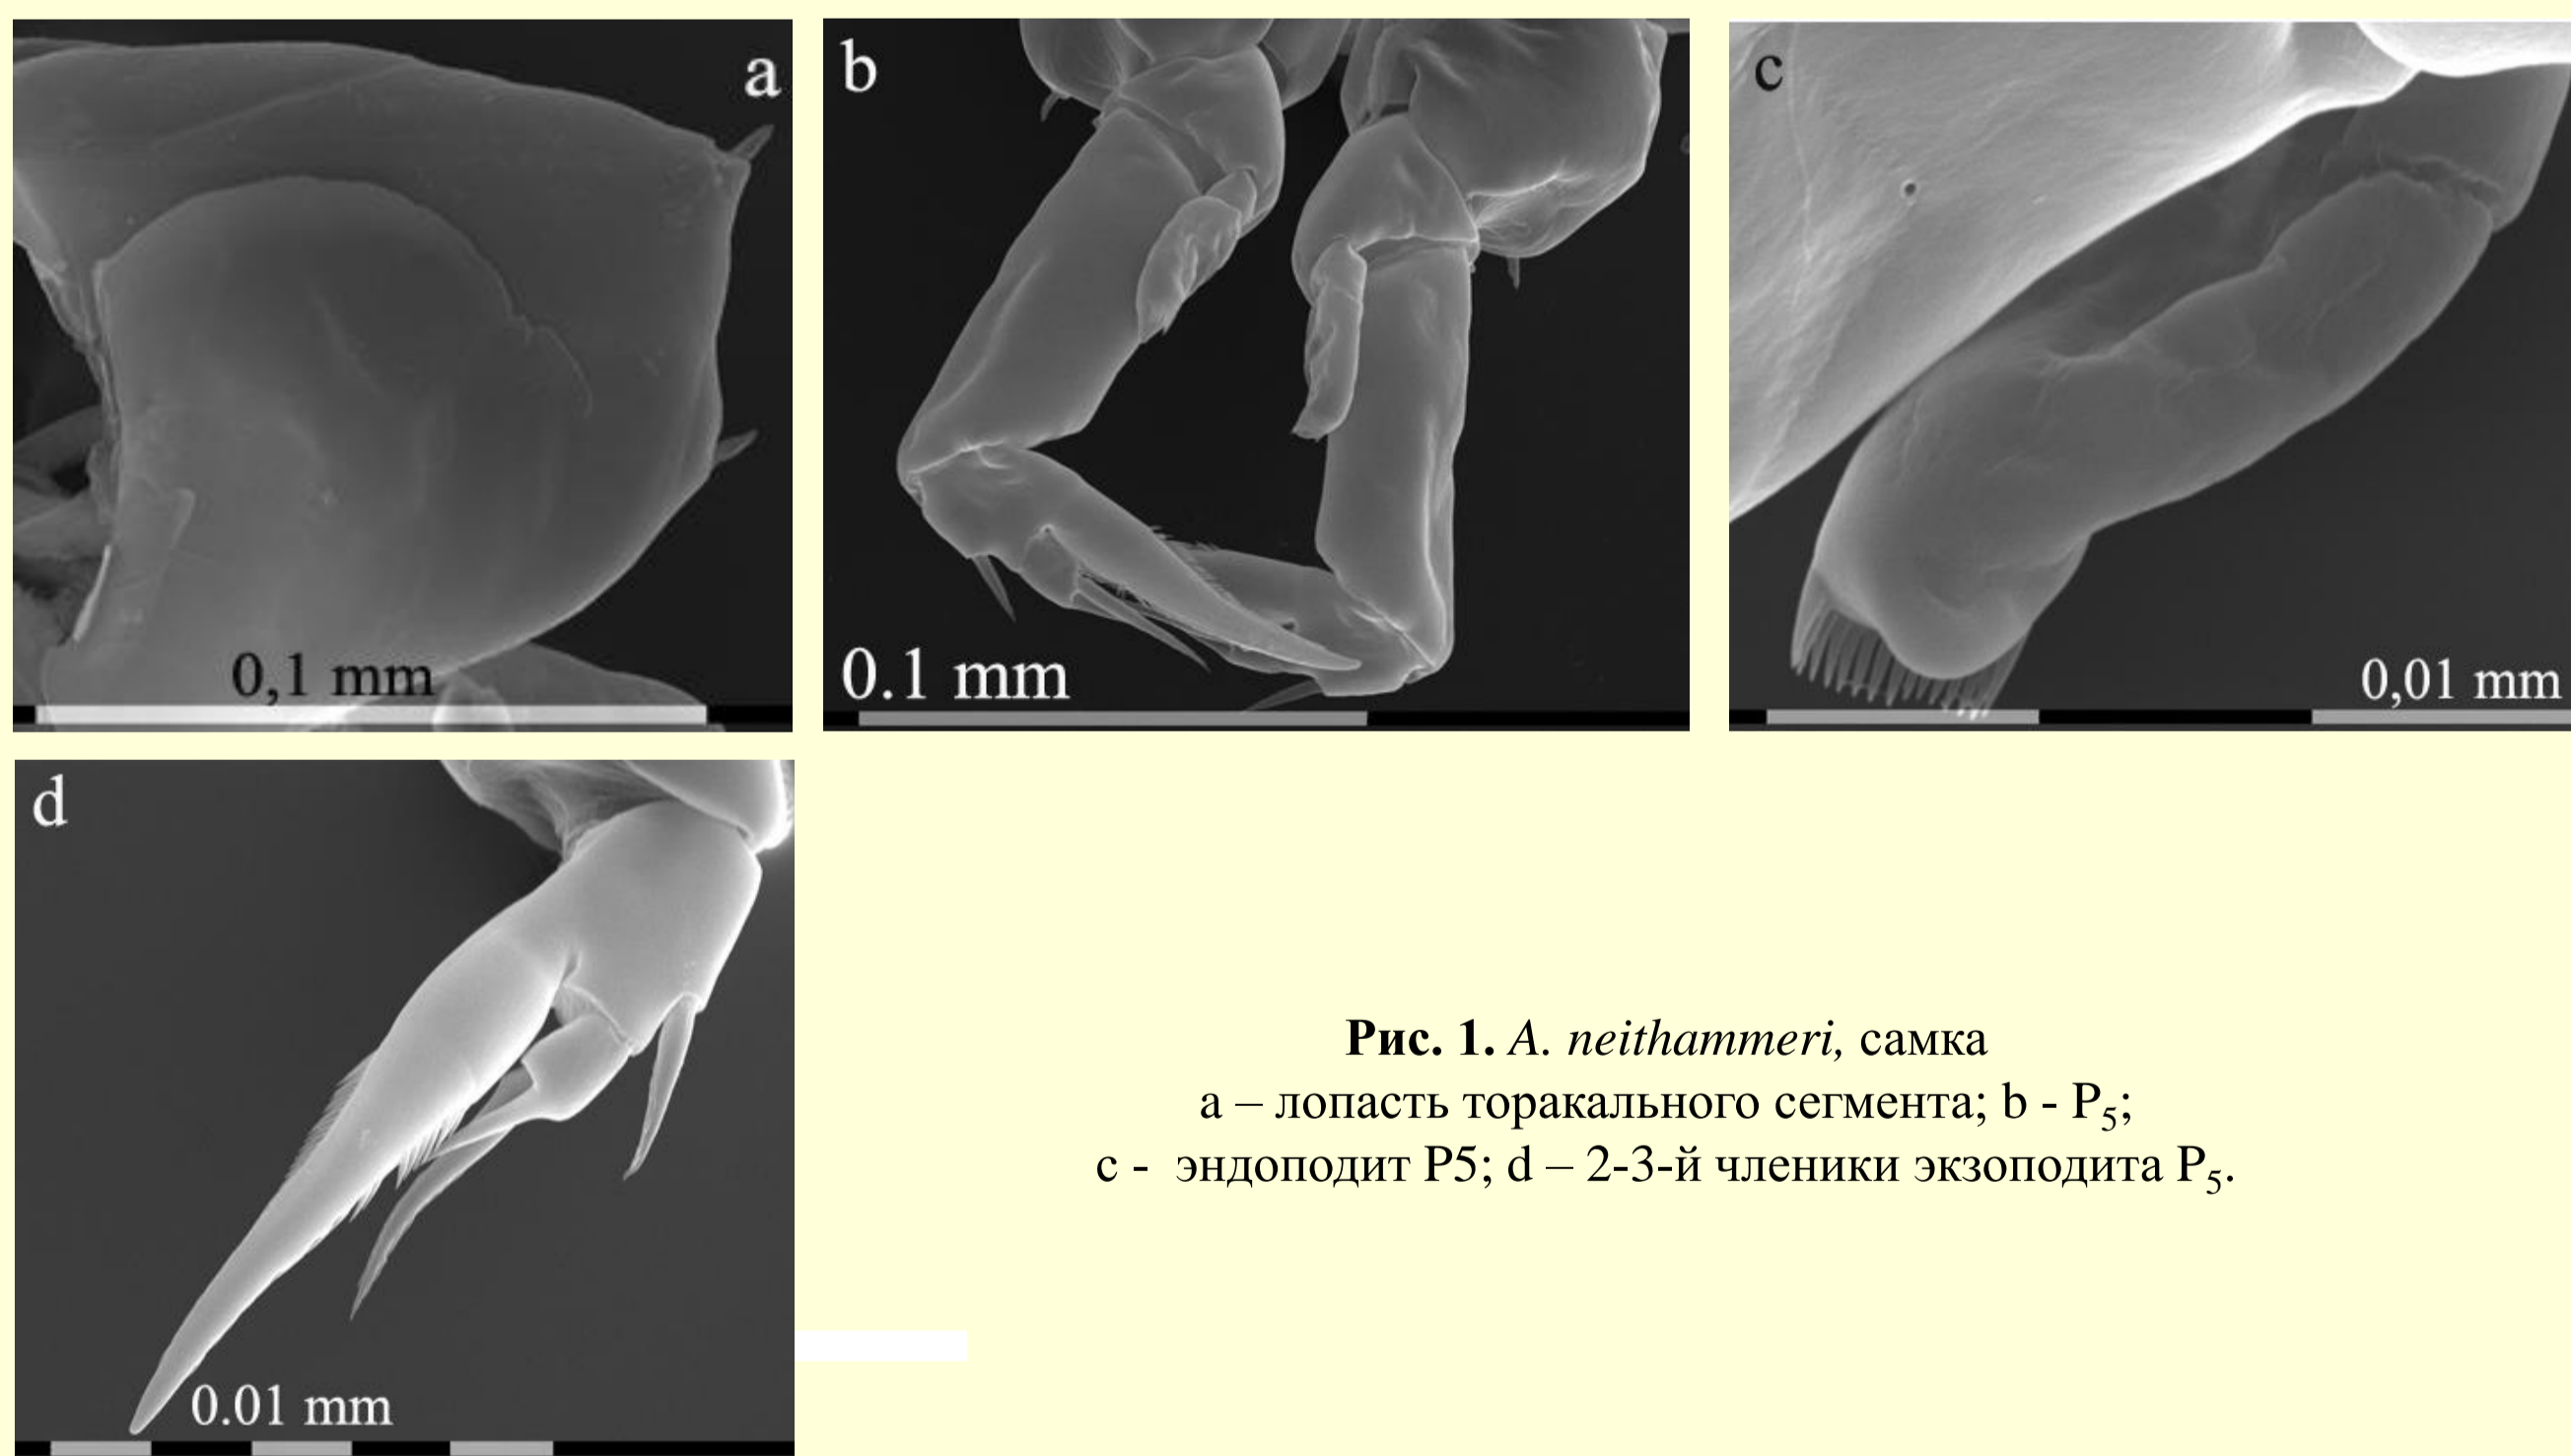 a
b
c
0,1 mm
0.1 mm
0,01 mm
d
0.01 mm
Рис. 1. A. neithammeri, самка
a – лопасть торакального сегмента; b - P5;
c - эндоподит P5; d – 2-3-й членики экзоподита P5.